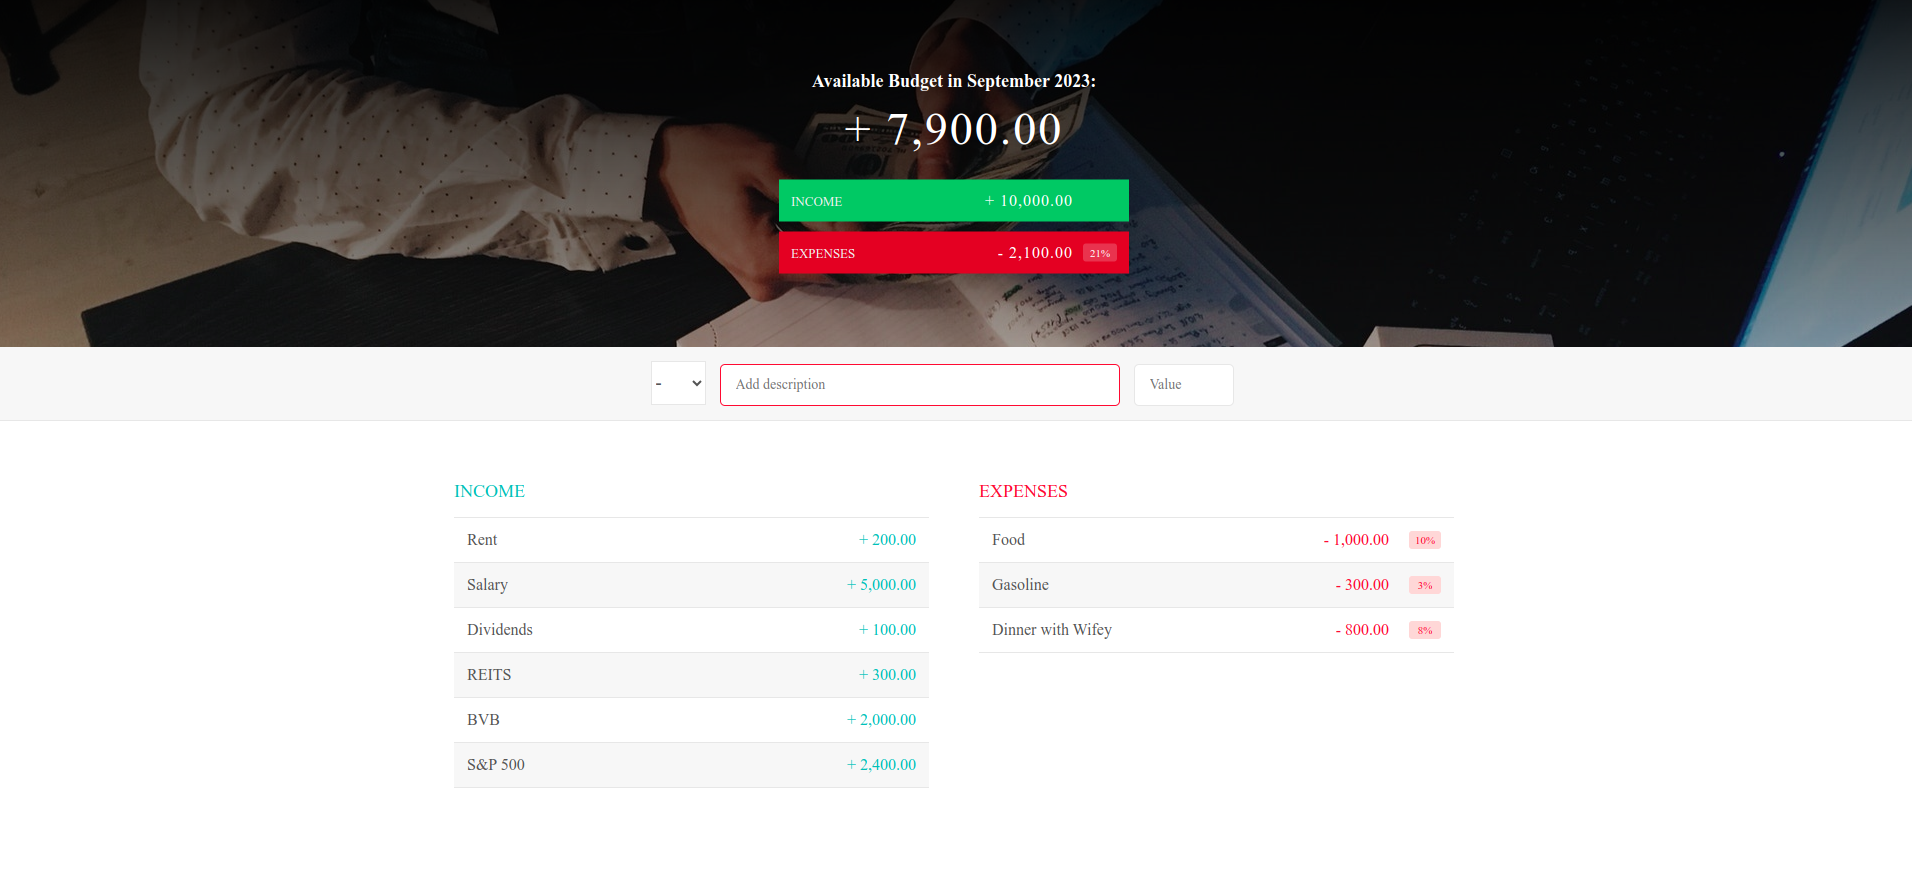 Available Budget in September 2023:
+ 7,900.00
INCOME + 10,000.00
EXPENSES - 2,100.00 21%
- Add description Value
INCOME
Rent + 200.00
Salary + 5,000.00
Dividends + 100.00
REITS + 300.00
BVB + 2,000.00
S&P 500 + 2,400.00
EXPENSES
Food - 1,000.00 10%
Gasoline - 300.00 3%
Dinner with Wifey - 800.00 8%